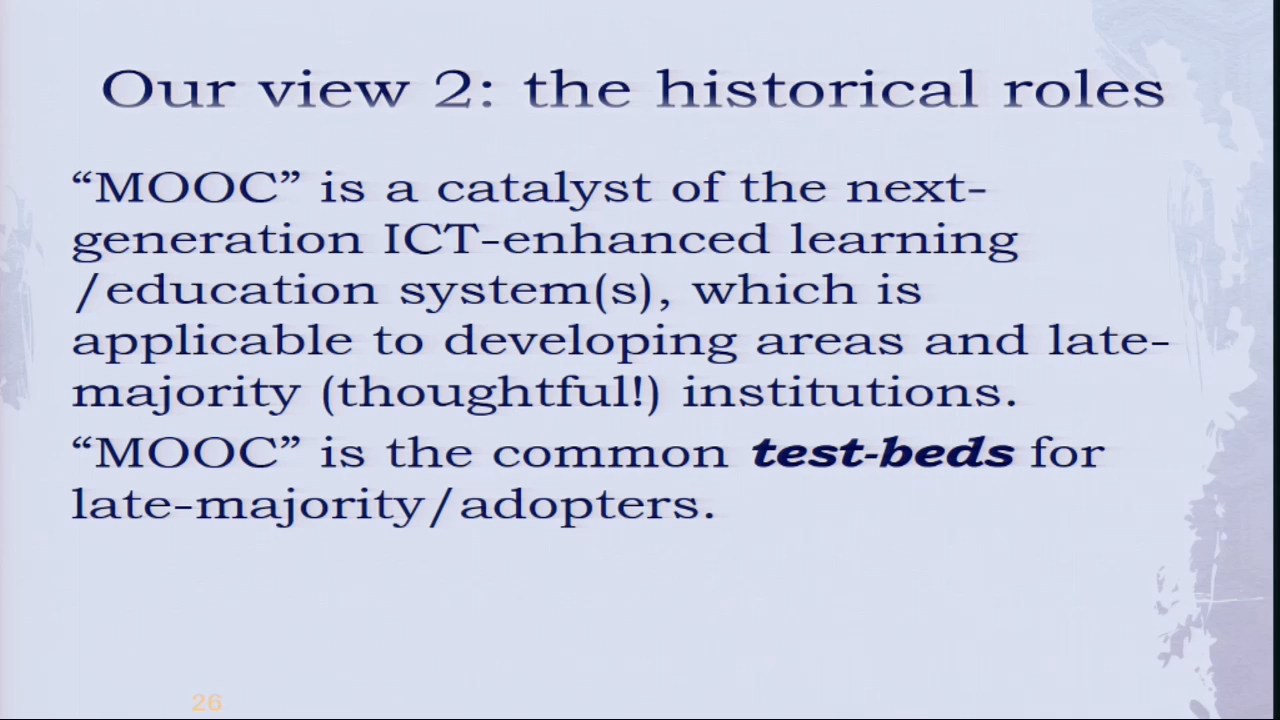 Our view 2: the historical roles
“MOOC” is a catalyst of the next-
generation ICT-enhanced learning
/education system(s), which is
applicable to developing areas and late-
majority (thoughtful!) institutions.
“MOOC” is the common test-beds for
late-majority/adopters.
26